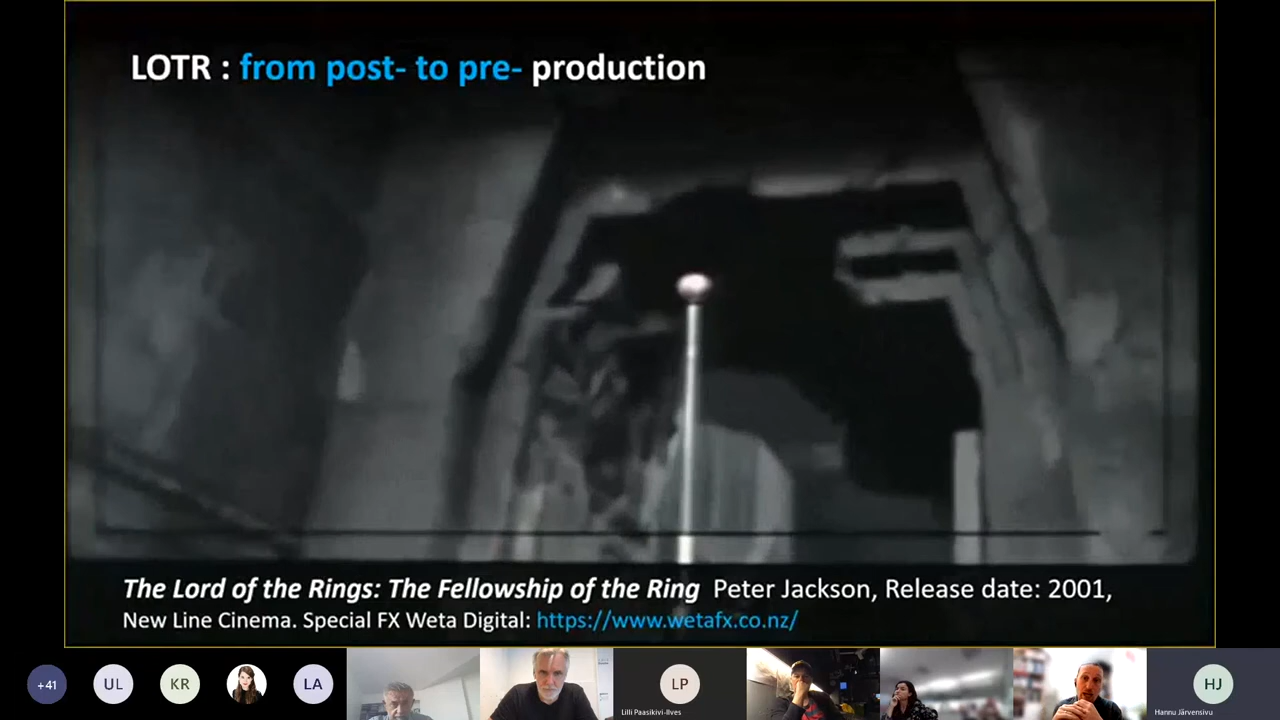 LOTR : from post- to pre- production
The Lord of the Rings: The Fellowship of the Ring Peter Jackson, Release date: 2001,
New Line Cinema. Special FX Weta Digital: https://www.wetafx.co.nz/
+41
UL
KR
LA
LP
HJ
Lilli Paasikivi-Ilves
Hannu Järvensivu